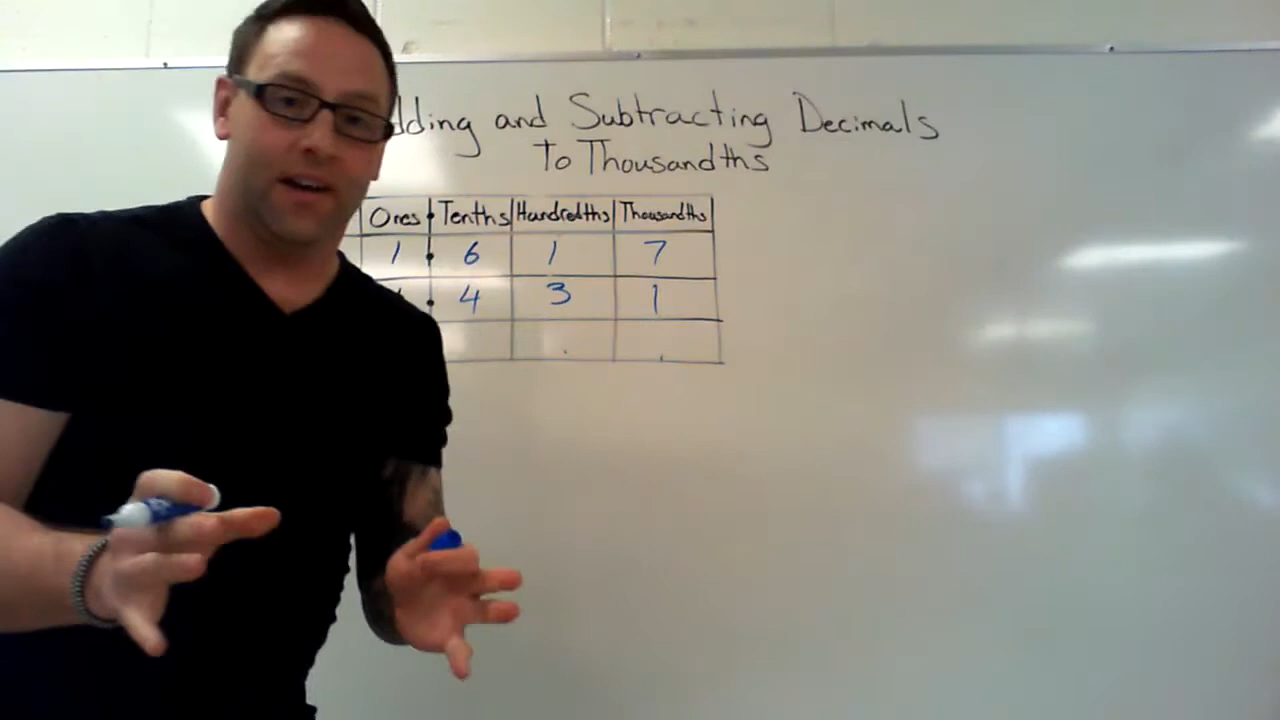 dding and Subtracting Decimals
To Thousandths
Ones . Tenths Hundredths Thousandths
1 . 6 1 7
. 4 3 1